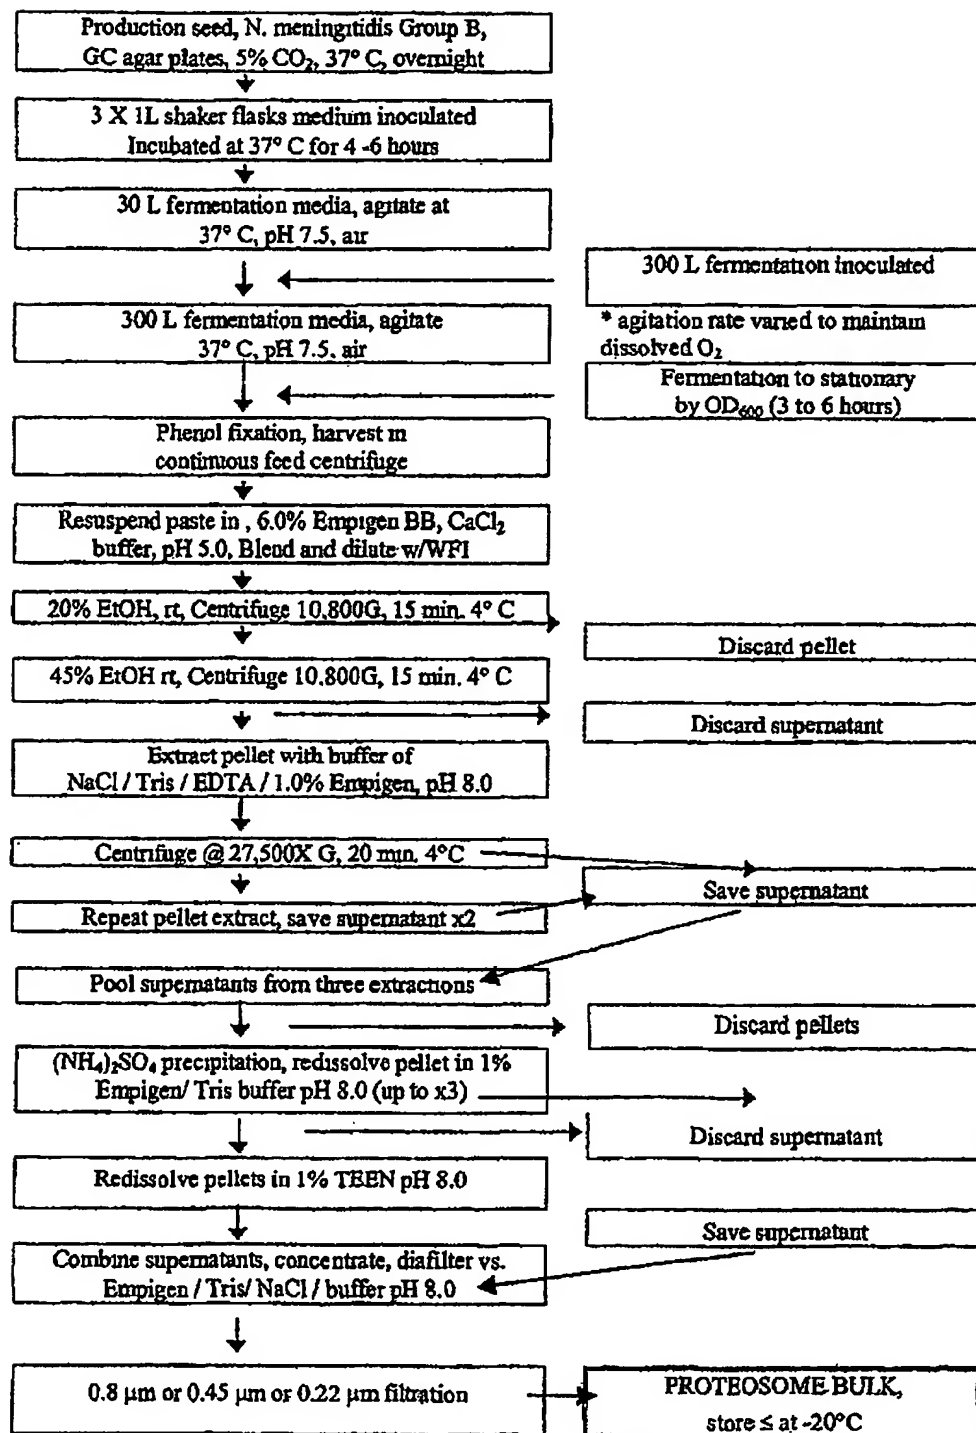 Production seed, N. meningitidis Group B,
GC agar plates, 5% CO₂, 37° C, overnight
3 X 1L shaker flasks medium inoculated
Incubated at 37° C for 4 -6 hours
30 L fermentation media, agitate at
37° C, pH 7.5, air
300 L fermentation inoculated
300 L fermentation media, agitate
37° C, pH 7.5, air
* agitation rate varied to maintain
dissolved O₂
Fermentation to stationary
by OD₆₀₀ (3 to 6 hours)
Phenol fixation, harvest in
continuous feed centrifuge
Resuspend paste in , 6.0% Empigen BB, CaCl₂
buffer, pH 5.0, Blend and dilute w/WFI
20% EtOH, rt, Centrifuge 10,800G, 15 min. 4° C
Discard pellet
45% EtOH rt, Centrifuge 10.800G, 15 min. 4° C
Discard supernatant
Extract pellet with buffer of
NaCl / Tris / EDTA / 1.0% Empigen, pH 8.0
Centrifuge @ 27,500X G, 20 min. 4°C
Save supernatant
Repeat pellet extract, save supernatant x2
Pool supernatants from three extractions
Discard pellets
(NH₄)₂SO₄ precipitation, redissolve pellet in 1%
Empigen/ Tris buffer pH 8.0 (up to x3)
Discard supernatant
Redissolve pellets in 1% TEEN pH 8.0
Save supernatant
Combine supernatants, concentrate, diafilter vs.
Empigen / Tris/ NaCl / buffer pH 8.0
0.8 μm or 0.45 μm or 0.22 μm filtration
PROTEOSOME BULK,
store ≤ at -20°C